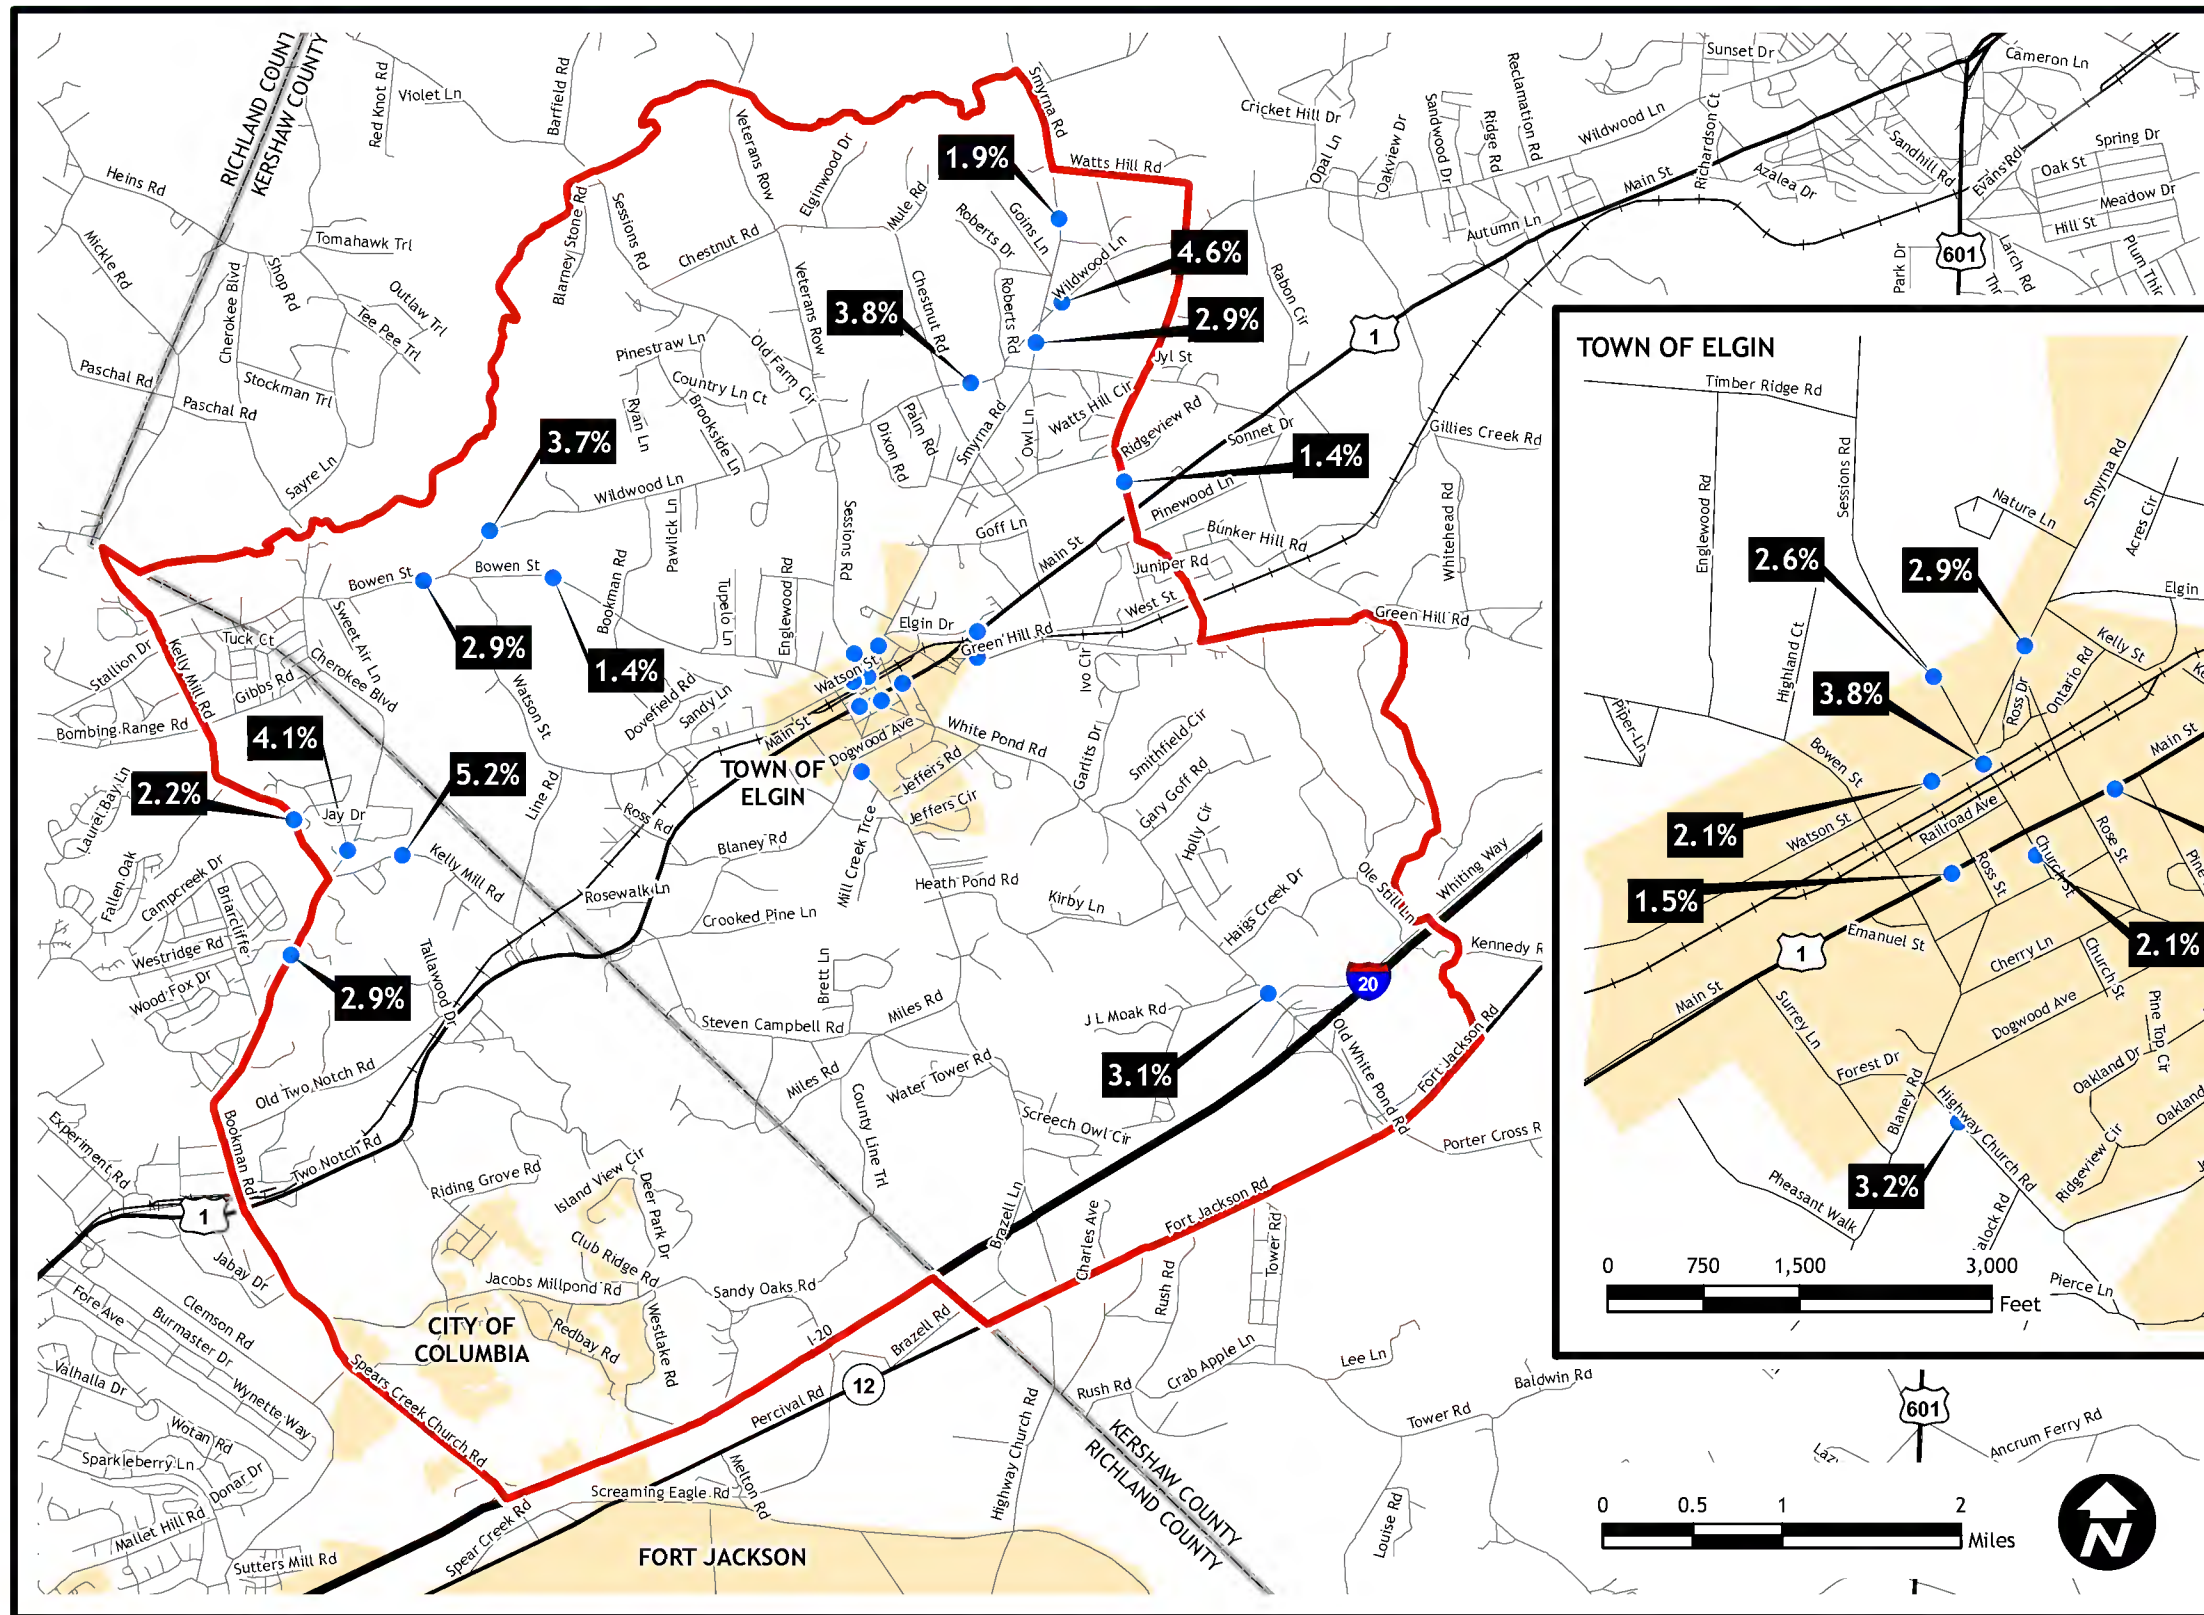 RICHLAND COUNT
KERSHAW COUNTY
Red Knot Rd
Violet Ln
Barfield Rd
Smyrna Rd
Veterans Row
Elginwood Dr
1.9%
Watts Hill Rd
Cricket Hill Dr
Opal Ln
Oakview Dr
Sandwood Dr
Ridge Rd
Reclamation Rd
Wildwood Ln
Richardson Ct
Sunset Dr
Cameron Ln
Sandhill Rd
Evans Rd
Spring Dr
Oak St
Meadow Dr
Hill St
Azalea Dr
Main St
Autumn Ln
601
Park Dr
Larch Rd
Thr
Plum Thic
Heins Rd
Mickle Rd
Tomahawk Trl
Shop Rd
Cherokee Blvd
Outlaw Trl
Tee Pee Trl
Stockman Trl
Paschal Rd
Paschal Rd
Sayre Ln
Blarney Stone Rd
Sessions Rd
Chestnut Rd
Mule Rd
Roberts Dr
Goins Ln
Wildwood Ln
4.6%
2.9%
3.8%
Chestnut Rd
Roberts Rd
Veterans Row
Rabon Cir
1
Jyl St
Pinestraw Ln
Old Farm Cir
Country Ln Ct
Ryan Ln
Brookside Ln
Palm Rd
Dixon Rd
Smyrna Rd
Owl Ln
Watts Hill Cir
Ridgeview Rd
Sonnet Dr
Gillies Creek Rd
3.7%
1.4%
Wildwood Ln
Pinewood Ln
Bunker Hill Rd
Whitehead Rd
Pawlick Ln
Sessions Rd
Goff Ln
Main St
Juniper Rd
West St
Green Hill Rd
Bowen St
Bowen St
Bookman Rd
Tupelo Ln
Englewood Rd
Elgin Dr
Green Hill Rd
Watson St
Ivo Cir
2.9%
1.4%
Stallion Dr
Kelly Mill Rd
Tuck Ct
Sweet Air Ln
Gibbs Rd
Cherokee Blvd
Bombing Range Rd
Watson St
Dovefield Rd
Sandy Ln
Main St
Dogwood Ave
White Pond Rd
Garlits Dr
Smithfield Cir
Gary Goff Rd
TOWN OF
ELGIN
Jeffers Rd
Jeffers Cir
4.1%
5.2%
2.2%
Laurel Bay Ln
Jay Dr
Line Rd
Ross Rd
Blaney Rd
Mill Creek Trce
Holly Cir
Fallen Oak
Campcreek Dr
Briarcliffe
Kelly Mill Rd
Rosewalk Ln
Crooked Pine Ln
Heath Pond Rd
Kirby Ln
Haigs Creek Dr
Ole Still Ln
Whiting Way
Kennedy R
Westridge Rd
Wood Fox Dr
2.9%
Tallawood Dr
Brett Ln
Steven Campbell Rd
Miles Rd
J L Moak Rd
20
3.1%
Old White Pond Rd
Fort Jackson Rd
Porter Cross R
Old Two Notch Rd
Miles Rd
Water Tower Rd
County Line Trl
Screech Owl Cir
Experiment Rd
Bookman Rd
Two Notch Rd
Riding Grove Rd
Island View Cir
Deer Park Dr
Club Ridge Rd
Brazell Ln
Charles Ave
Fort Jackson Rd
Tower Rd
Rush Rd
1
Jabay Dr
Jacobs Millpond Rd
Sandy Oaks Rd
Fore Ave
Clemson Rd
Burmaster Dr
Wynette Way
Valhalla Dr
Wotan Rd
Sparkleberry Ln
Donar Dr
Mallet Hill Rd
Sutters Mill Rd
CITY OF
COLUMBIA
Redbay Rd
Westlake Rd
I-20
Brazell Rd
Percival Rd
12
Spears Creek Church Rd
Rush Rd
Crab Apple Ln
Lee Ln
Baldwin Rd
Tower Rd
Highway Church Rd
Melton Rd
Screaming Eagle Rd
Spear Creek Rd
FORT JACKSON
KERSHAW COUNTY
RICHLAND COUNTY
Louise Rd
TOWN OF ELGIN
Timber Ridge Rd
Englewood Rd
Sessions Rd
Smyrna Rd
Nature Ln
Acres Cir
2.6%
2.9%
Elgin
Highland Ct
Kelly St
3.8%
Ross Dr
Ontario Rd
Ke
Piper Ln
Bowen St
Main St
2.1%
Watson St
Railroad Ave
Rose St
Church St
Ross St
Pine
1.5%
Emanuel St
1
2.1%
Cherry Ln
Church St
Main St
Surrey Ln
Dogwood Ave
Pine Top Cir
Forest Dr
Oakland Dr
Oakland
Blaney Rd
Highway Church Rd
Ridgeview Cir
J
3.2%
Pheasant Walk
alock Rd
Pierce Ln
0 750 1,500 3,000
Feet
601
Lazy
Ancrum Ferry Rd
0 0.5 1 2
Miles
N